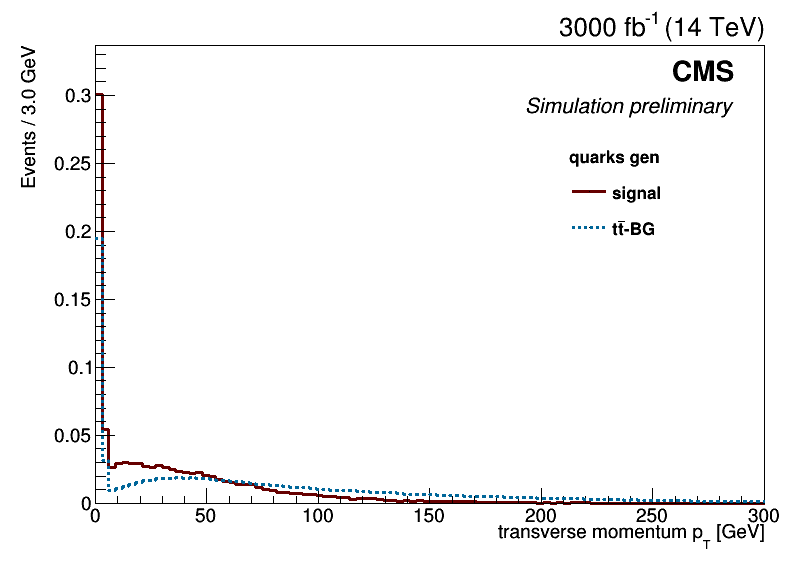 3000 fb⁻¹ (14 TeV)
CMS
Simulation preliminary
quarks gen
signal
tt̄-BG
Events / 3.0 GeV
0.3
0.25
0.2
0.15
0.1
0.05
0
0 50 100 150 200 250 300
transverse momentum p_T [GeV]